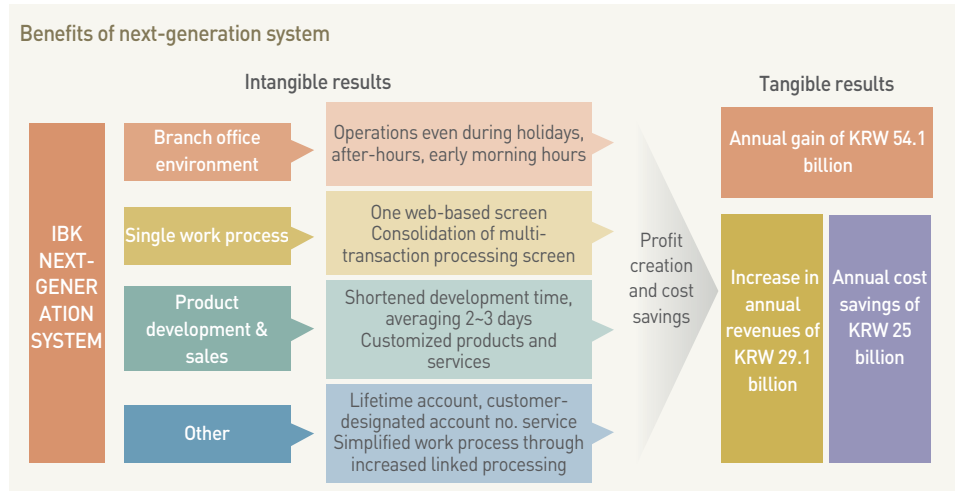 Benefits of next-generation system
Intangible results
Tangible results
IBK
NEXT-
GENER
ATION
SYSTEM
Branch office
environment
Operations even during holidays,
after-hours, early morning hours
Single work process
One web-based screen
Consolidation of multi-
transaction processing screen
Product
development &
sales
Shortened development time,
averaging 2~3 days
Customized products and
services
Other
Lifetime account, customer-
designated account no. service
Simplified work process through
increased linked processing
Profit
creation
and cost
savings
Annual gain of KRW 54.1
billion
Increase in
annual
revenues of
KRW 29.1
billion
Annual cost
savings of
KRW 25
billion